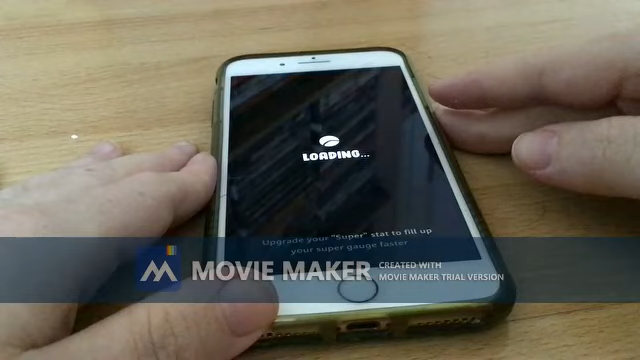 LOADING...
Upgrade your "Super" stat to fill up
your super gauge faster
MOVIE MAKER
CREATED WITH
MOVIE MAKER TRIAL VERSION